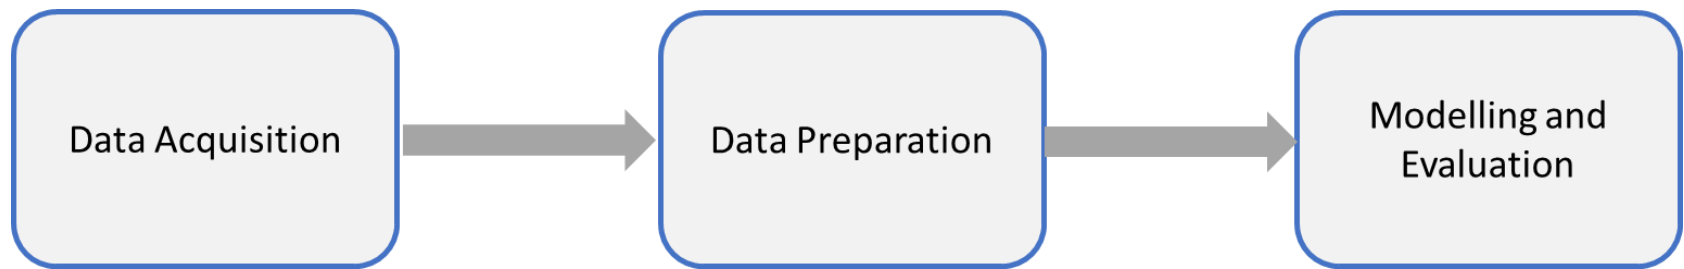 Data Acquisition
Data Preparation
Modelling and
Evaluation